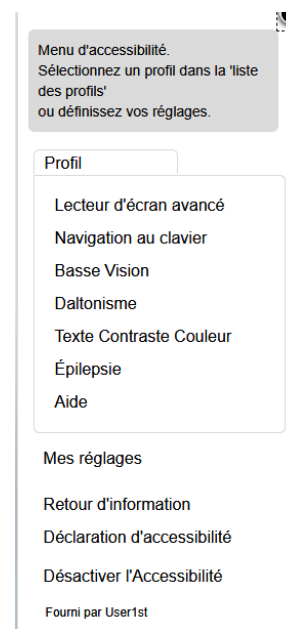 Menu d'accessibilité.
Sélectionnez un profil dans la 'liste
des profils'
ou définissez vos réglages.
Profil
Lecteur d'écran avancé
Navigation au clavier
Basse Vision
Daltonisme
Texte Contraste Couleur
Épilepsie
Aide
Mes réglages
Retour d'information
Déclaration d'accessibilité
Désactiver l'Accessibilité
Fourni par User1st